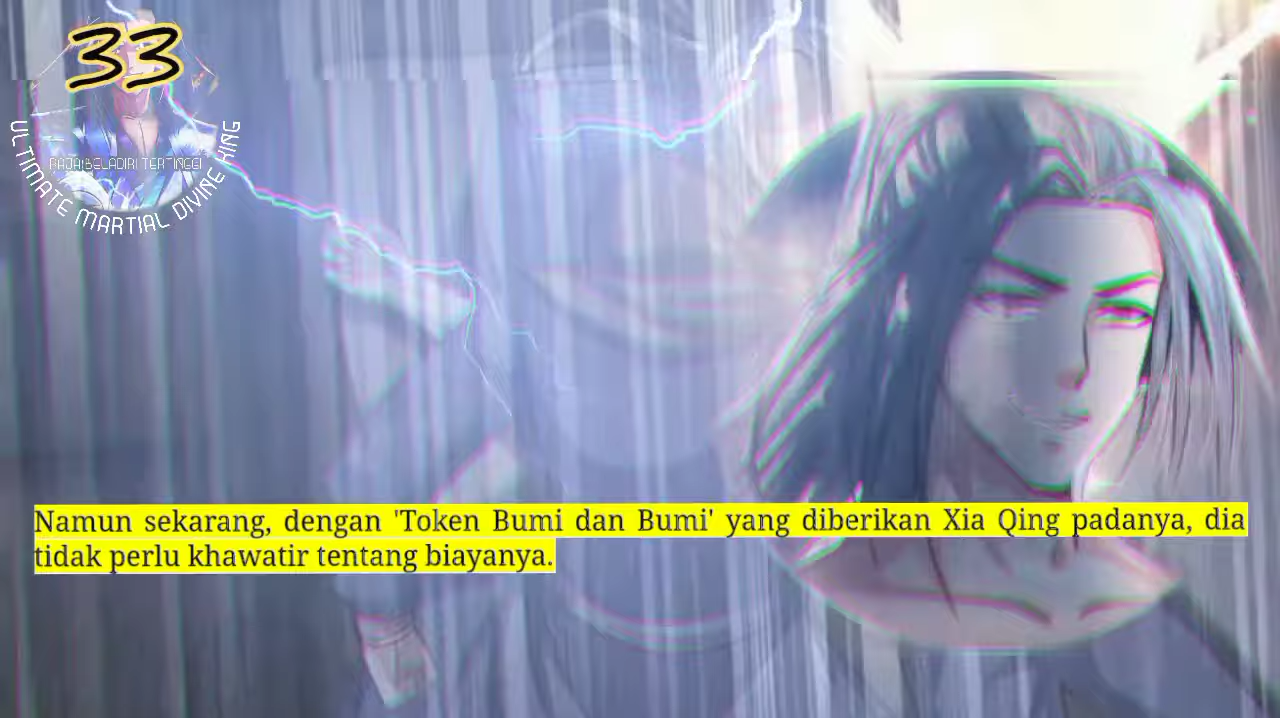 33
RAJA BELADIRI TERTINGGI
ULTIMATE MARTIAL DIVINE KING
Namun sekarang, dengan 'Token Bumi dan Bumi' yang diberikan Xia Qing padanya, dia
tidak perlu khawatir tentang biayanya.